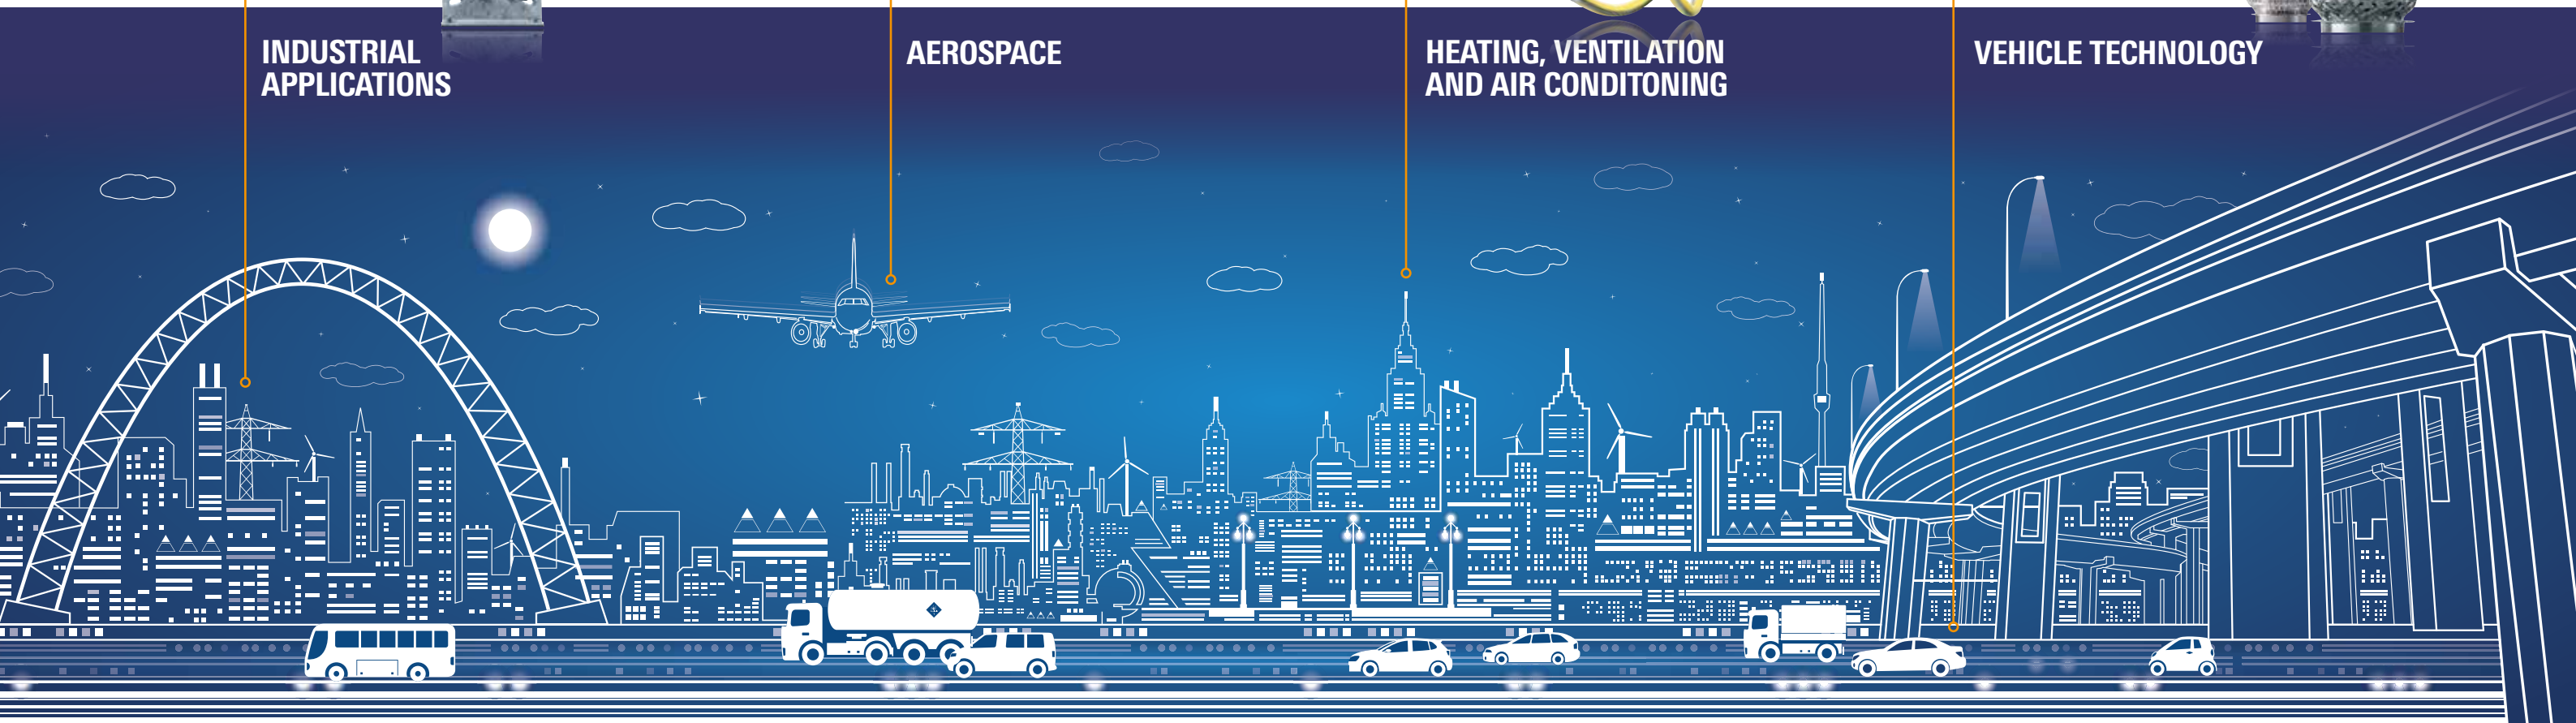 INDUSTRIAL
APPLICATIONS
AEROSPACE
HEATING, VENTILATION
AND AIR CONDITONING
VEHICLE TECHNOLOGY